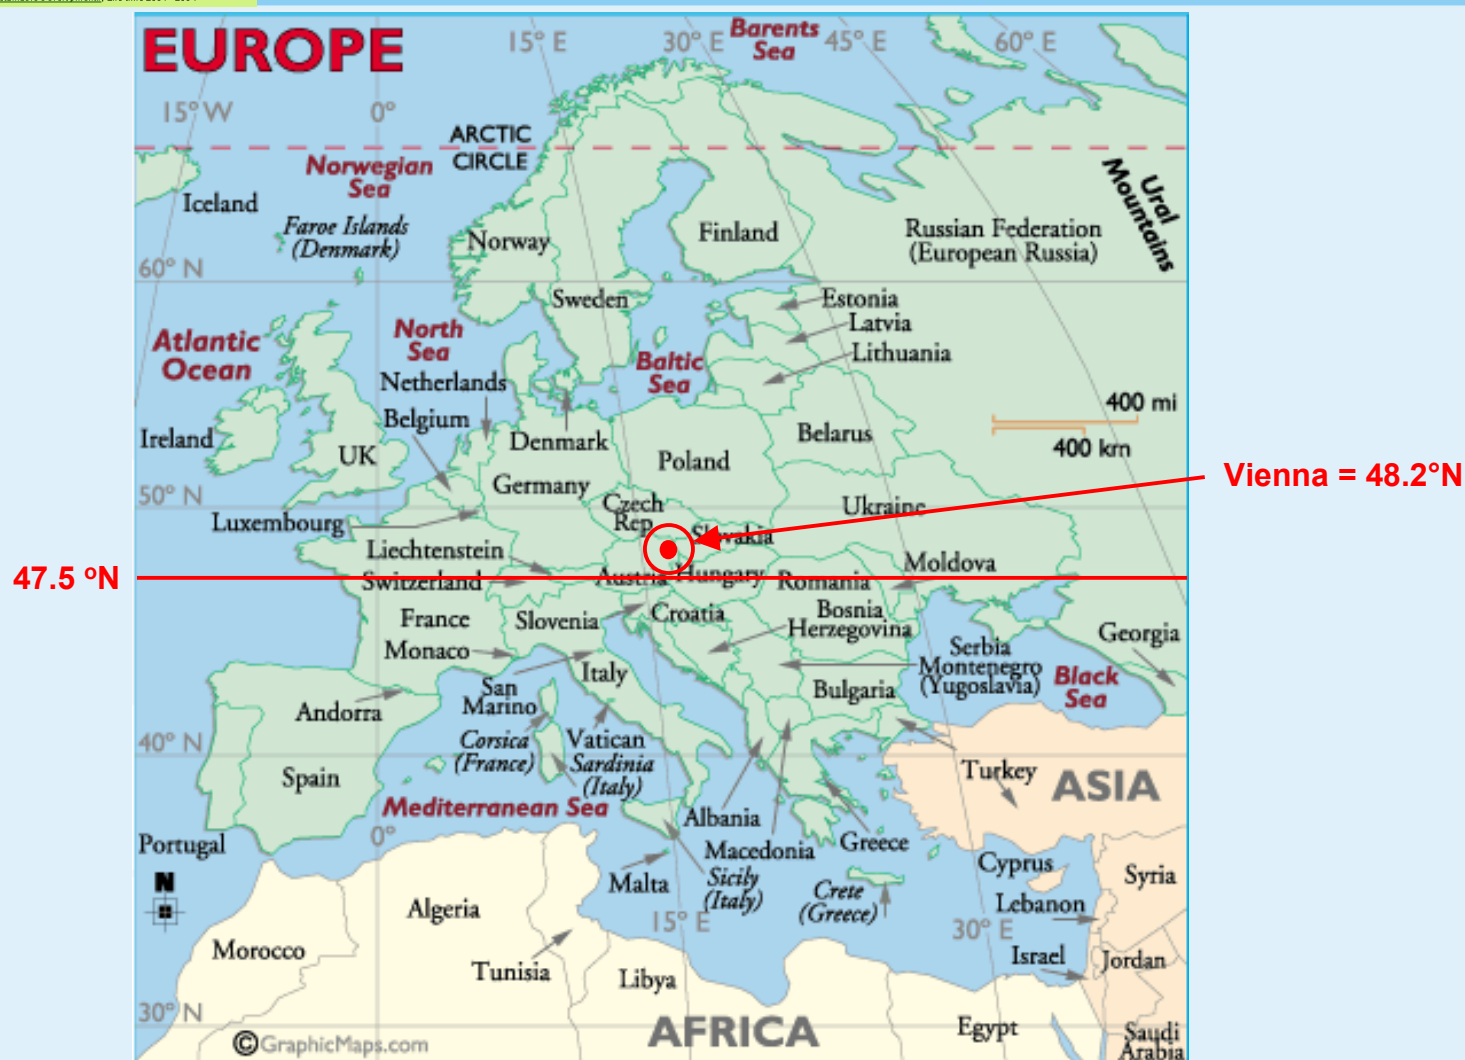 EUROPE
15° E
30° E
Barents
Sea
45° E
60° E
15° W
0°
ARCTIC
CIRCLE
Norwegian
Sea
Ural
Mountains
Iceland
Faroe Islands
(Denmark)
Norway
Finland
Russian Federation
(European Russia)
60° N
Sweden
Estonia
Latvia
Lithuania
Atlantic
Ocean
North
Sea
Baltic
Sea
Netherlands
Belgium
400 mi
400 km
Ireland
UK
Denmark
Belarus
Poland
Germany
Vienna = 48.2°N
50° N
Czech
Rep
Ukraine
Luxembourg
Slovakia
Liechtenstein
Moldova
47.5 ºN
Switzerland
Austria
Hungary
Romania
France
Slovenia
Croatia
Bosnia
Herzegovina
Georgia
Monaco
Serbia
Montenegro
(Yugoslavia)
Black
Sea
Italy
San
Marino
Bulgaria
Andorra
Corsica
(France)
Vatican
Sardinia
(Italy)
40° N
Spain
Turkey
ASIA
Mediterranean Sea
Albania
0°
Portugal
Macedonia
Greece
N
Malta
Sicily
(Italy)
Crete
(Greece)
Cyprus
Syria
Lebanon
Algeria
15° E
30° E
Morocco
Tunisia
Libya
Israel
Jordan
30° N
AFRICA
Egypt
Saudi
Arabia
©GraphicMaps.com